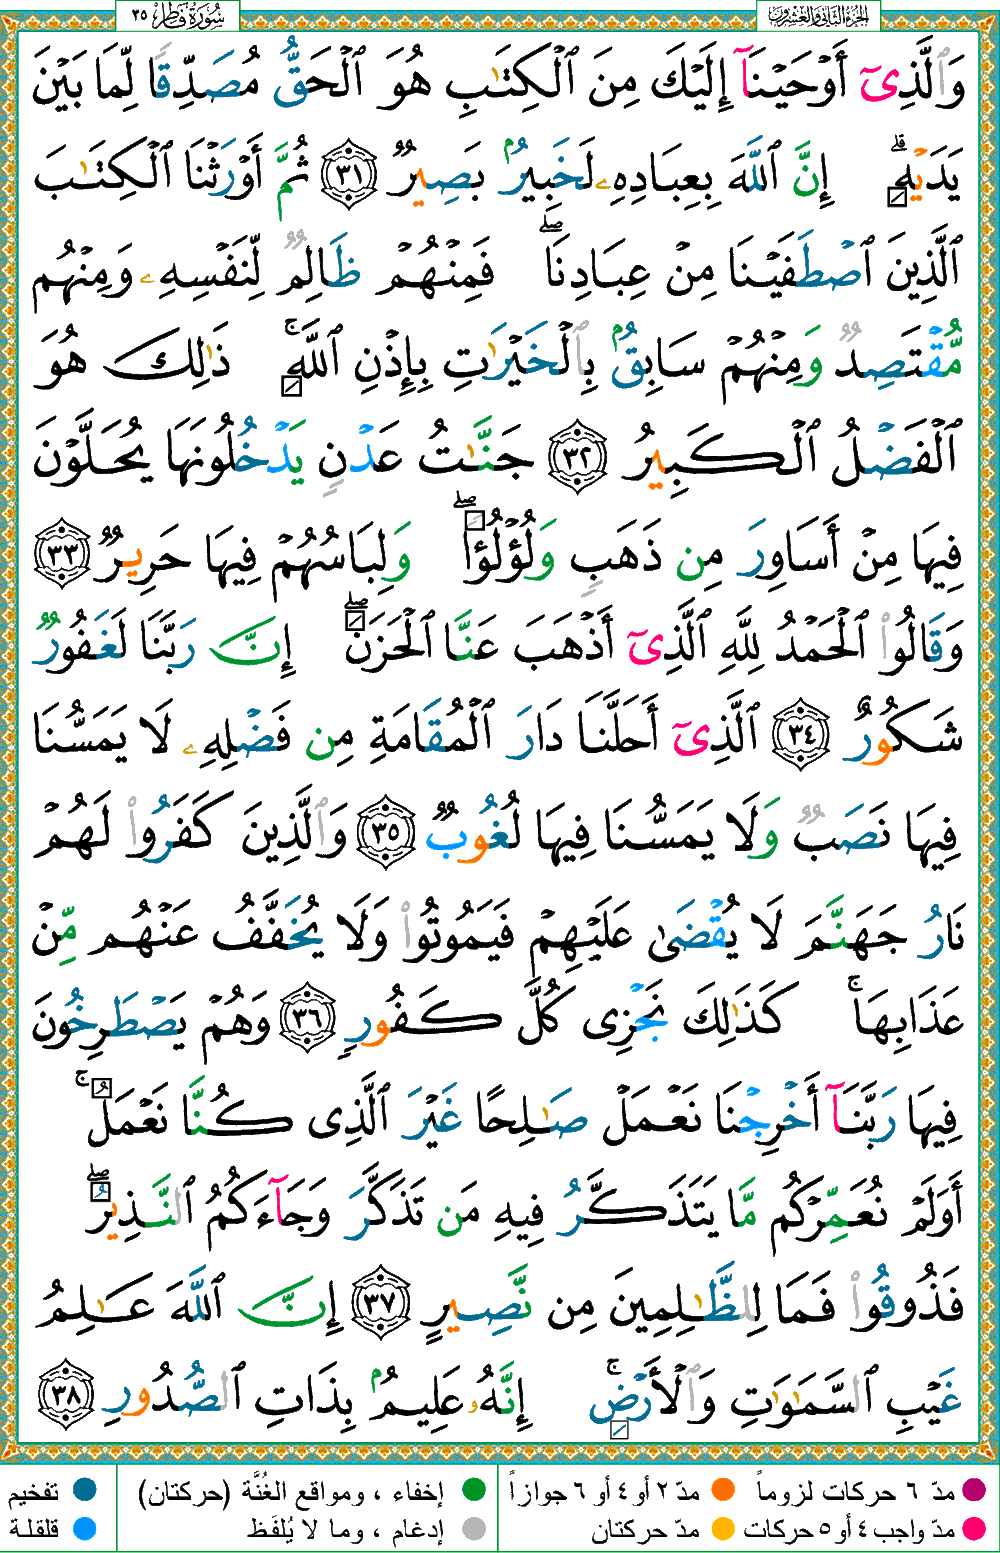 الجزء الثاني والعشرون
سورة فاطر ٣٥
وَٱلَّذِىٓ أَوْحَيْنَآ إِلَيْكَ مِنَ ٱلْكِتَـٰبِ هُوَ ٱلْحَقُّ مُصَدِّقًا لِّمَا بَيْنَ
يَدَيْهِ ۗ إِنَّ ٱللَّهَ بِعِبَادِهِۦ لَخَبِيرٌۢ بَصِيرٌ ٣١ ثُمَّ أَوْرَثْنَا ٱلْكِتَـٰبَ
ٱلَّذِينَ ٱصْطَفَيْنَا مِنْ عِبَادِنَا ۖ فَمِنْهُمْ ظَالِمٌ لِّنَفْسِهِۦ وَمِنْهُم
مُّقْتَصِدٌ وَمِنْهُمْ سَابِقٌۢ بِٱلْخَيْرَٰتِ بِإِذْنِ ٱللَّهِ ۚ ذَٰلِكَ هُوَ
ٱلْفَضْلُ ٱلْكَبِيرُ ٣٢ جَنَّـٰتُ عَدْنٍ يَدْخُلُونَهَا يُحَلَّوْنَ
فِيهَا مِنْ أَسَاوِرَ مِن ذَهَبٍ وَلُؤْلُؤًا ۖ وَلِبَاسُهُمْ فِيهَا حَرِيرٌ ٣٣
وَقَالُوا۟ ٱلْحَمْدُ لِلَّهِ ٱلَّذِىٓ أَذْهَبَ عَنَّا ٱلْحَزَنَ ۖ إِنَّ رَبَّنَا لَغَفُورٌ
شَكُورٌ ٣٤ ٱلَّذِىٓ أَحَلَّنَا دَارَ ٱلْمُقَامَةِ مِن فَضْلِهِۦ لَا يَمَسُّنَا
فِيهَا نَصَبٌ وَلَا يَمَسُّنَا فِيهَا لُغُوبٌ ٣٥ وَٱلَّذِينَ كَفَرُوا۟ لَهُمْ
نَارُ جَهَنَّمَ لَا يُقْضَىٰ عَلَيْهِمْ فَيَمُوتُوا۟ وَلَا يُخَفَّفُ عَنْهُم مِّنْ
عَذَابِهَا ۚ كَذَٰلِكَ نَجْزِى كُلَّ كَفُورٍ ٣٦ وَهُمْ يَصْطَرِخُونَ
فِيهَا رَبَّنَآ أَخْرِجْنَا نَعْمَلْ صَـٰلِحًا غَيْرَ ٱلَّذِى كُنَّا نَعْمَلُ ۚ
أَوَلَمْ نُعَمِّرْكُم مَّا يَتَذَكَّرُ فِيهِ مَن تَذَكَّرَ وَجَآءَكُمُ ٱلنَّذِيرُ ۖ
فَذُوقُوا۟ فَمَا لِلظَّـٰلِمِينَ مِن نَّصِيرٍ ٣٧ إِنَّ ٱللَّهَ عَـٰلِمُ
غَيْبِ ٱلسَّمَـٰوَٰتِ وَٱلْأَرْضِ ۚ إِنَّهُۥ عَلِيمٌۢ بِذَاتِ ٱلصُّدُورِ ٣٨
مدّ ٦ حركات لزوماً
مدّ ٢ أو ٤ أو ٦ جوازاً
إخفاء ، ومواقع الغُنَّة (حركتان)
تفخيم
مدّ واجب ٤ أو ٥ حركات
مدّ حركتان
إدغام ، وما لا يُلفَظ
قلقلة